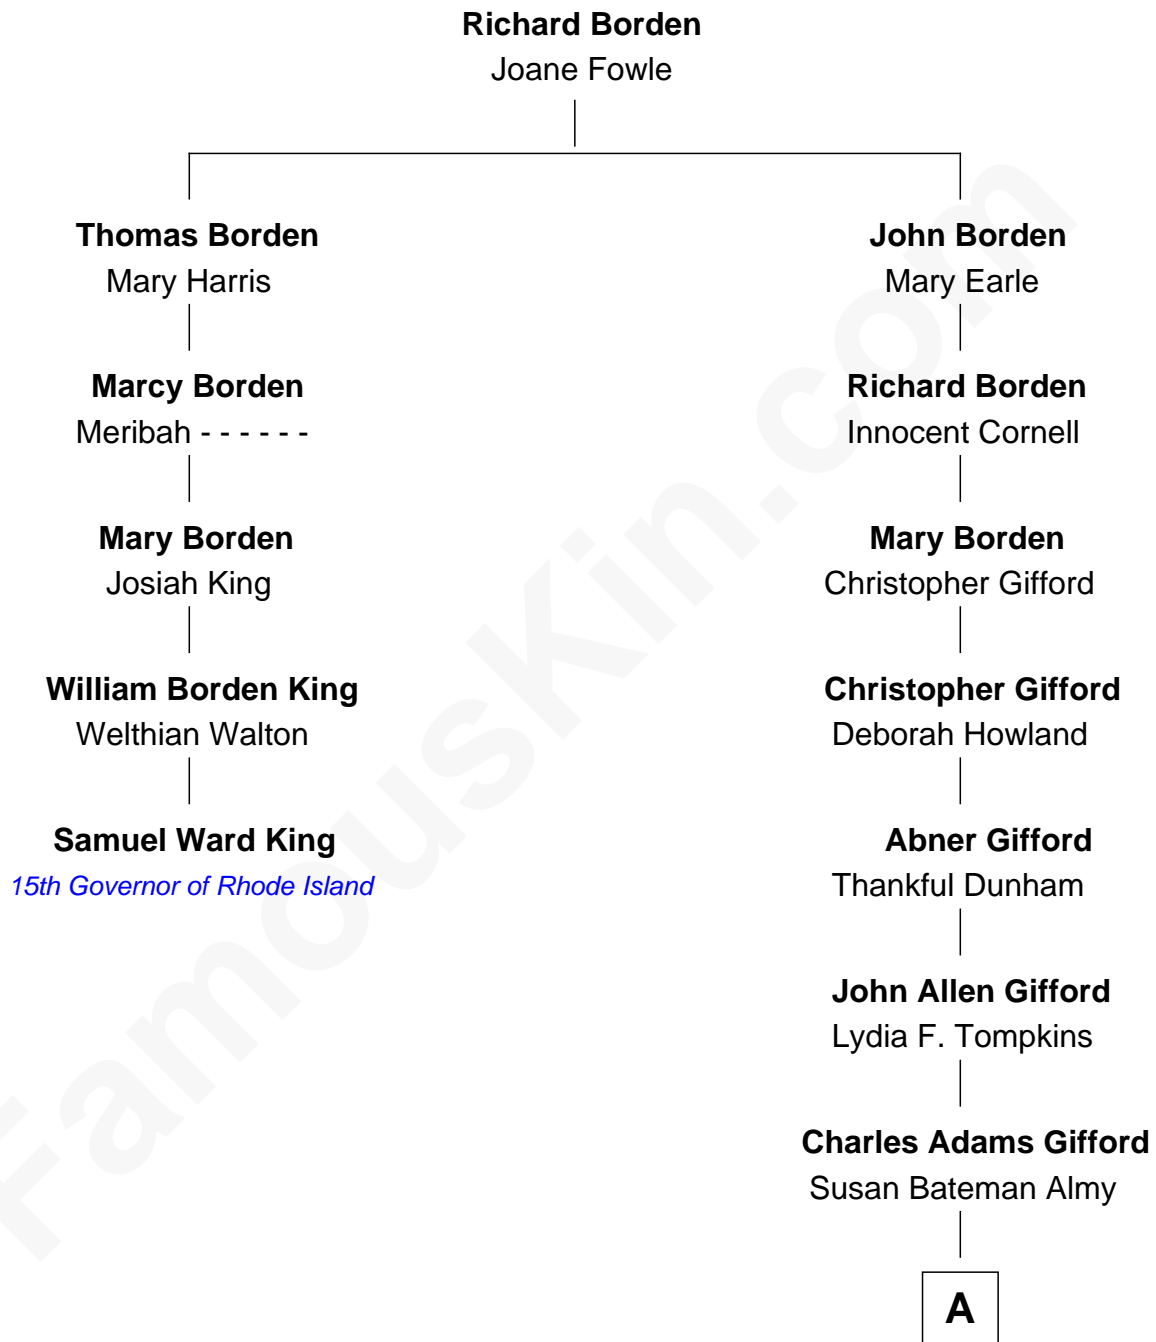 Richard Borden
Joane Fowle
Thomas Borden
Mary Harris
Marcy Borden
Meribah - - - - - -
Mary Borden
Josiah King
William Borden King
Welthian Walton
Samuel Ward King
15th Governor of Rhode Island
John Borden
Mary Earle
Richard Borden
Innocent Cornell
Mary Borden
Christopher Gifford
Christopher Gifford
Deborah Howland
Abner Gifford
Thankful Dunham
John Allen Gifford
Lydia F. Tompkins
Charles Adams Gifford
Susan Bateman Almy
A
FamousKin.com